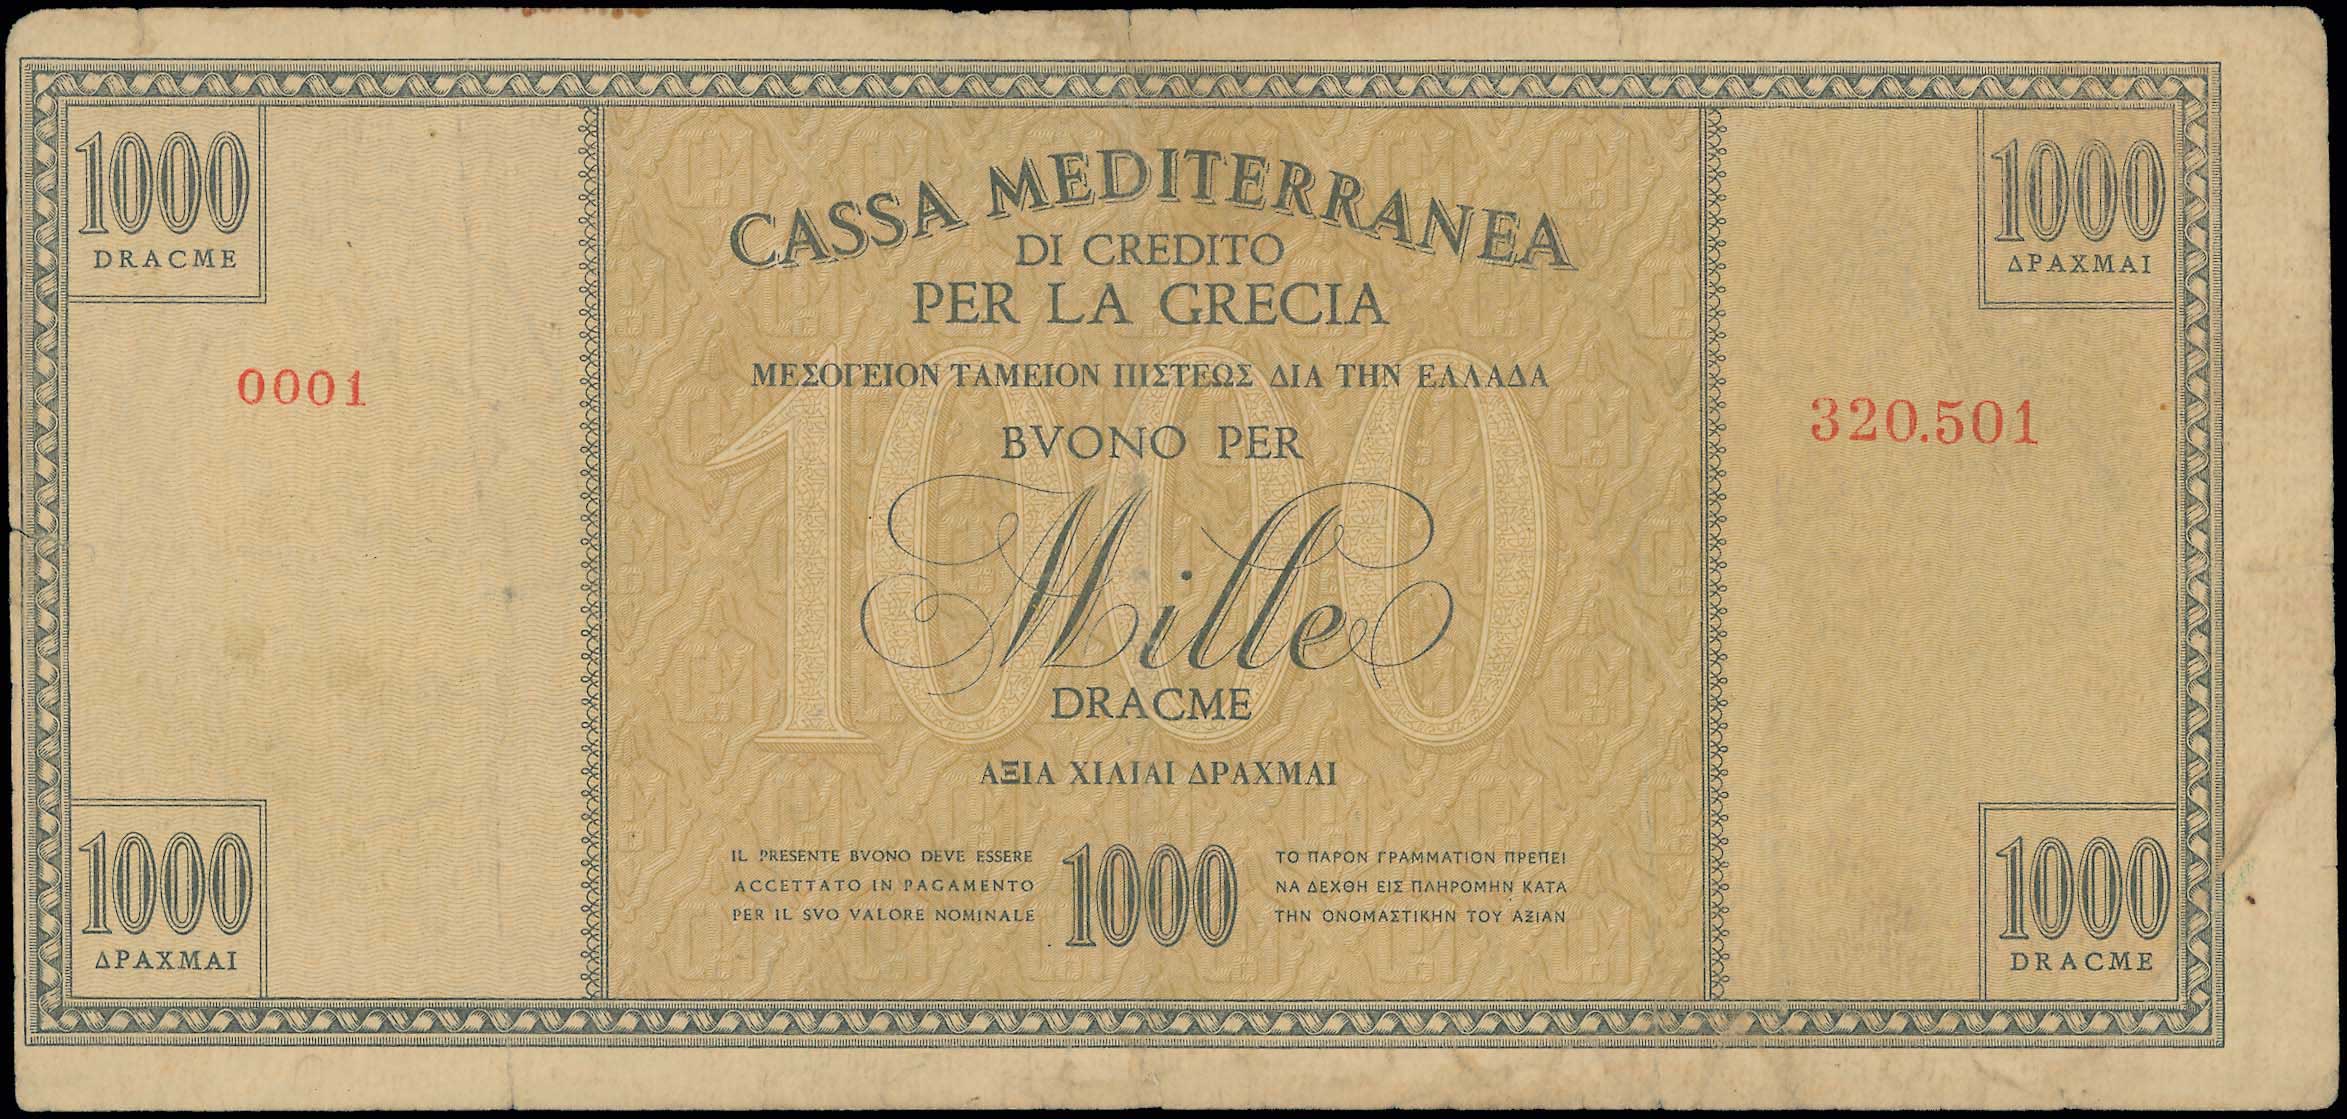 1000
DRACME
1000
ΔΡΑΧΜΑΙ
CASSA MEDITERRANEA
DI CREDITO
PER LA GRECIA
ΜΕΣΟΓΕΙΟΝ ΤΑΜΕΙΟΝ ΠΙΣΤΕΩΣ ΔΙΑ ΤΗΝ ΕΛΛΑΔΑ
0001
320.501
BVONO PER
1000
Mille
DRACME
ΑΞΙΑ ΧΙΛΙΑΙ ΔΡΑΧΜΑΙ
IL PRESENTE BVONO DEVE ESSERE
ACCETTATO IN PAGAMENTO
PER IL SVO VALORE NOMINALE
1000
ΤΟ ΠΑΡΟΝ ΓΡΑΜΜΑΤΙΟΝ ΠΡΕΠΕΙ
ΝΑ ΔΕΧΘΗ ΕΙΣ ΠΛΗΡΟΜΗΝ ΚΑΤΑ
ΤΗΝ ΟΝΟΜΑΣΤΙΚΗΝ ΤΟΥ ΑΞΙΑΝ
1000
ΔΡΑΧΜΑΙ
1000
DRACME